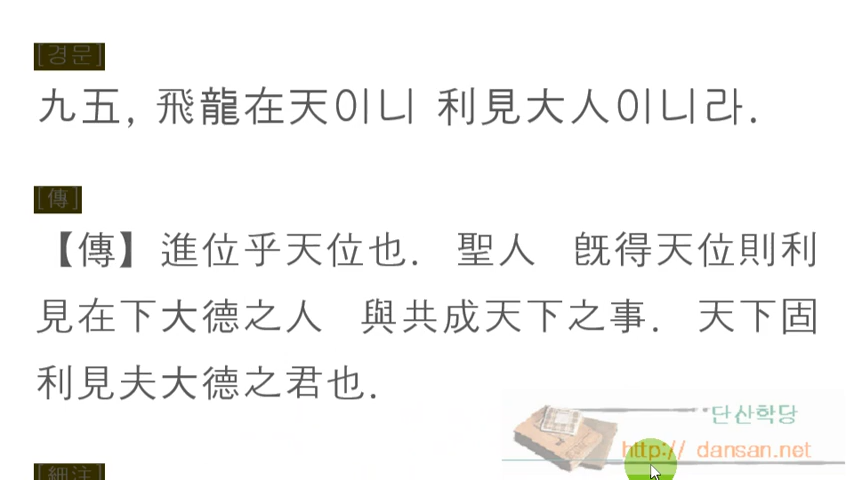 [경문]
九五, 飛龍在天이니 利見大人이니라.
[傳]
【傳】進位乎天位也. 聖人 旣得天位則利
見在下大德之人 與共成天下之事. 天下固
利見夫大德之君也.
단산학당
http:// dansan.net
[細注]